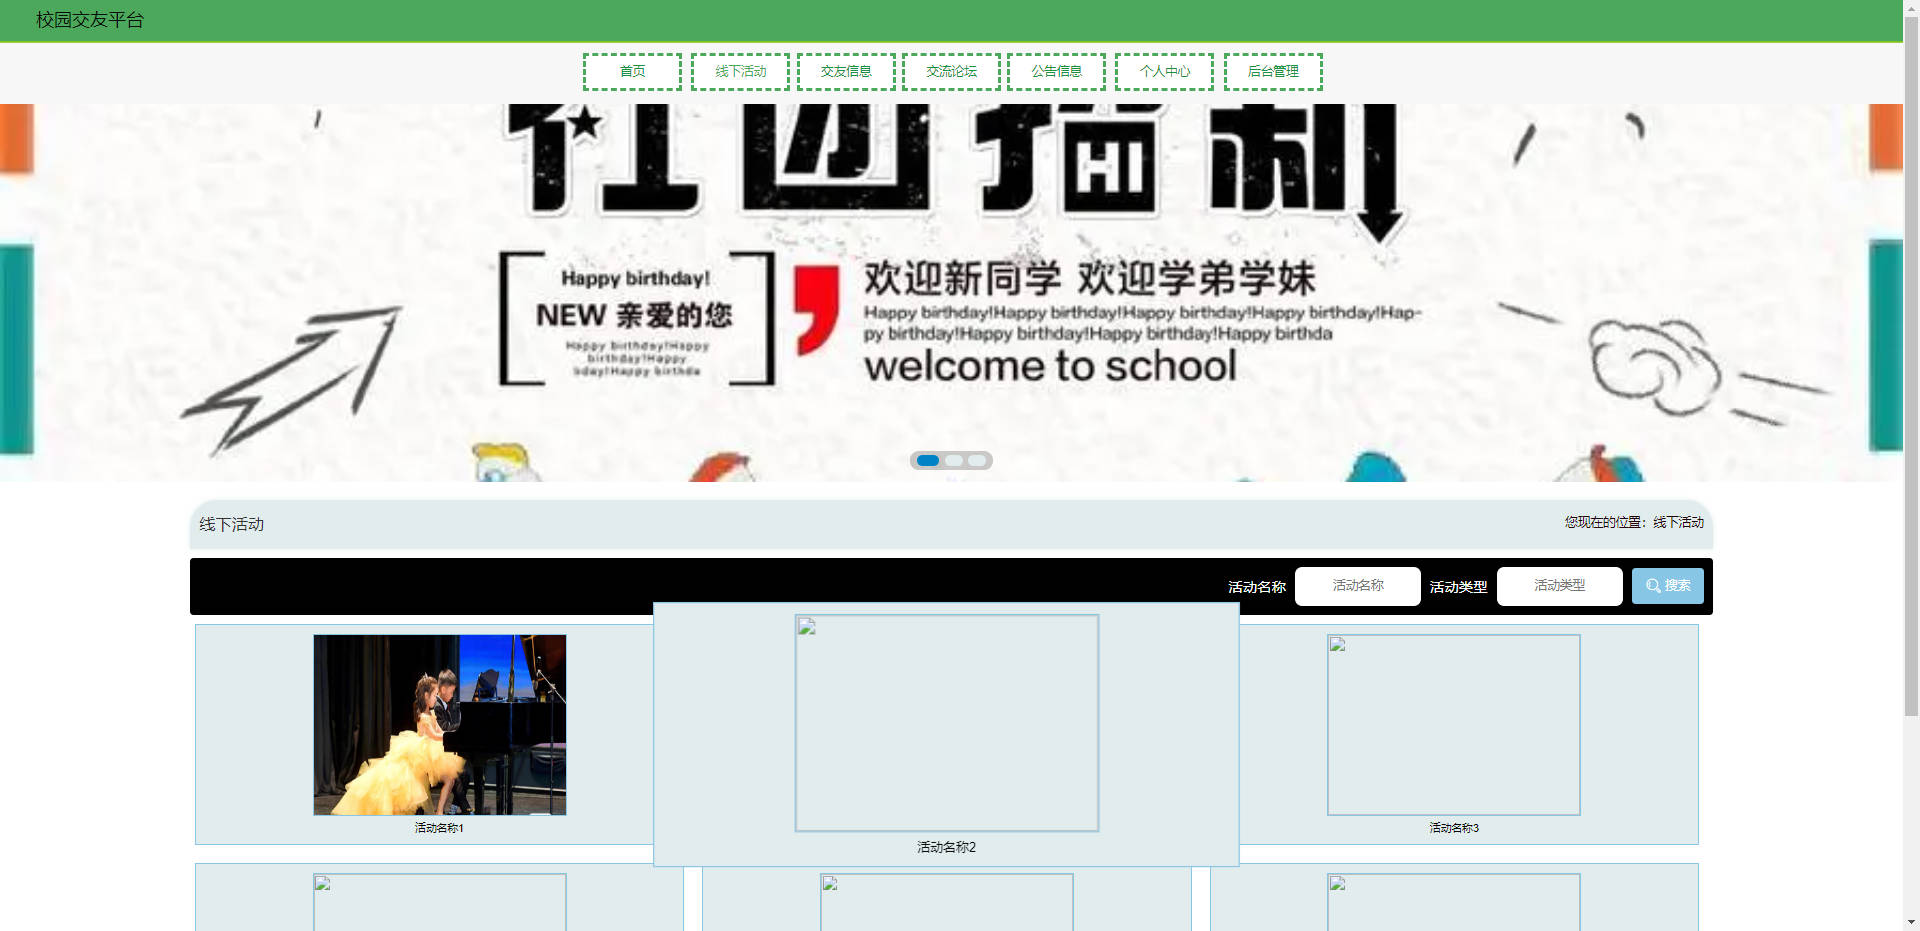 校园交友平台
首页 线下活动 交友信息 交流论坛 公告信息 个人中心 后台管理
社团招新
HI
Happy birthday!
NEW 亲爱的您
Happy birthday!Happy
birthday!Happy
bday!Happy birthda
欢迎新同学 欢迎学弟学妹
Happy birthday!Happy birthday!Happy birthday!Happy birthday!Hap-
py birthday!Happy birthday!Happy birthday!Happy birthda
welcome to school
线下活动
您现在的位置：线下活动
活动名称 活动名称 活动类型 活动类型 搜索
活动名称1
活动名称2
活动名称3